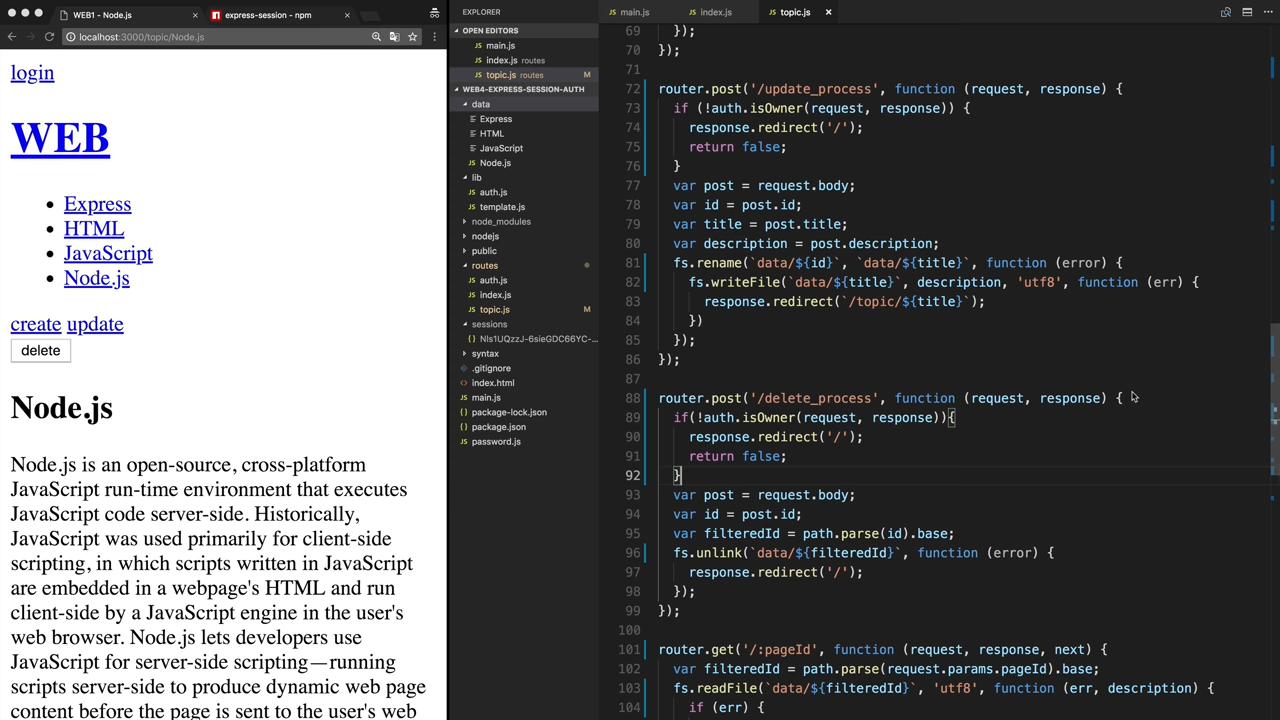 WEB1 - Node.js
express-session - npm
localhost:3000/topic/Node.js
login
WEB
Express
HTML
JavaScript
Node.js
create update
delete
Node.js
Node.js is an open-source, cross-platform
JavaScript run-time environment that executes
JavaScript code server-side. Historically,
JavaScript was used primarily for client-side
scripting, in which scripts written in JavaScript
are embedded in a webpage's HTML and run
client-side by a JavaScript engine in the user's
web browser. Node.js lets developers use
JavaScript for server-side scripting—running
scripts server-side to produce dynamic web page
content before the page is sent to the user's web
EXPLORER
OPEN EDITORS
JS main.js
JS index.js routes
JS topic.js routes M
WEB4-EXPRESS-SESSION-AUTH
data
Express
HTML
JavaScript
JS Node.js
lib
JS auth.js
JS template.js
node_modules
nodejs
public
routes
JS auth.js
JS index.js
JS topic.js M
sessions
{ } NIs1UQzzJ-6sieGDC66YC-...
syntax
.gitignore
<> index.html
JS main.js
{ } package-lock.json
{ } package.json
JS password.js
JS main.js
JS index.js
JS topic.js
69 });
70 });
71
72 router.post('/update_process', function (request, response) {
73 if (!auth.isOwner(request, response)) {
74 response.redirect('/');
75 return false;
76 }
77 var post = request.body;
78 var id = post.id;
79 var title = post.title;
80 var description = post.description;
81 fs.rename(`data/${id}`, `data/${title}`, function (error) {
82 fs.writeFile(`data/${title}`, description, 'utf8', function (err) {
83 response.redirect(`/topic/${title}`);
84 })
85 });
86 });
87
88 router.post('/delete_process', function (request, response) {
89 if(!auth.isOwner(request, response)){
90 response.redirect('/');
91 return false;
92 }
93 var post = request.body;
94 var id = post.id;
95 var filteredId = path.parse(id).base;
96 fs.unlink(`data/${filteredId}`, function (error) {
97 response.redirect('/');
98 });
99 });
100
101 router.get('/:pageId', function (request, response, next) {
102 var filteredId = path.parse(request.params.pageId).base;
103 fs.readFile(`data/${filteredId}`, 'utf8', function (err, description) {
104 if (err) {